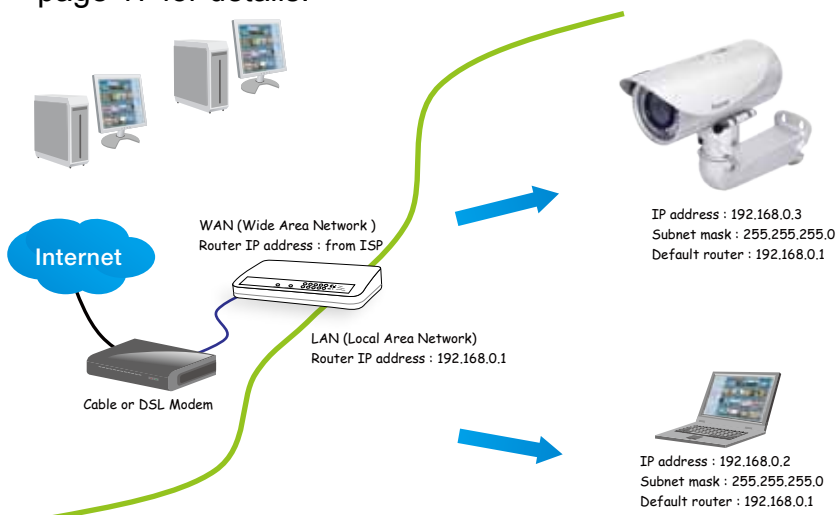 WAN (Wide Area Network )
Router IP address : from ISP
Internet
LAN (Local Area Network)
Router IP address : 192.168.0.1
Cable or DSL Modem
IP address : 192.168.0.3
Subnet mask : 255.255.255.0
Default router : 192.168.0.1
IP address : 192.168.0.2
Subnet mask : 255.255.255.0
Default router : 192.168.0.1